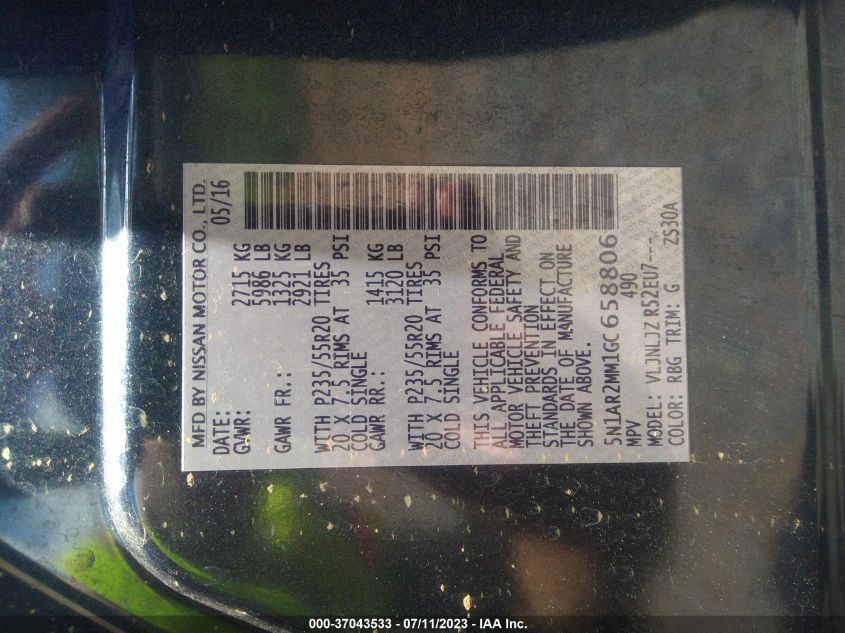 MFD BY NISSAN MOTOR CO., LTD.
DATE: 05/16
GVWR: 2715 KG
5986 LB
GAWR FR.: 1325 KG
2921 LB
WITH P235/55R20 TIRES
20 X 7.5 RIMS AT 35 PSI
COLD SINGLE
GAWR RR.: 1415 KG
3120 LB
WITH P235/55R20 TIRES
20 X 7.5 RIMS AT 35 PSI
COLD SINGLE
THIS VEHICLE CONFORMS TO
ALL APPLICABLE FEDERAL
MOTOR VEHICLE SAFETY AND
THEFT PREVENTION
STANDARDS IN EFFECT ON
THE DATE OF MANUFACTURE
SHOWN ABOVE.
5N1AR2MM1GC658806
MPV 490
MODEL: VLJNLJZ R52EU7---
COLOR: RBG TRIM: G ZS30A
000-37043533 - 07/11/2023 - IAA Inc.